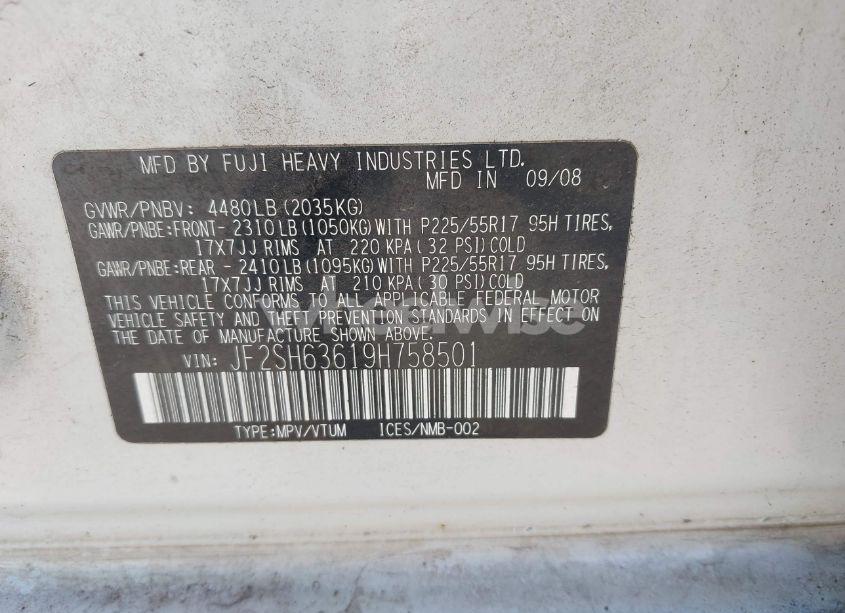 MFD BY FUJI HEAVY INDUSTRIES LTD.
MFD IN 09/08
GVWR/PNBV: 4480LB (2035KG)
GAWR/PNBE:FRONT- 2310LB (1050KG) WITH P225/55R17 95H TIRES,
17X7JJ RIMS AT 220 KPA ( 32 PSI) COLD
GAWR/PNBE:REAR - 2410LB (1095KG) WITH P225/55R17 95H TIRES,
17X7JJ RIMS AT 210 KPA ( 30 PSI) COLD
THIS VEHICLE CONFORMS TO ALL APPLICABLE FEDERAL MOTOR
VEHICLE SAFETY AND THEFT PREVENTION STANDARDS IN EFFECT ON
THE DATE OF MANUFACTURE SHOWN ABOVE.
VIN: JF2SH63619H758501
TYPE:MPV/VTUM ICES/NMB-002